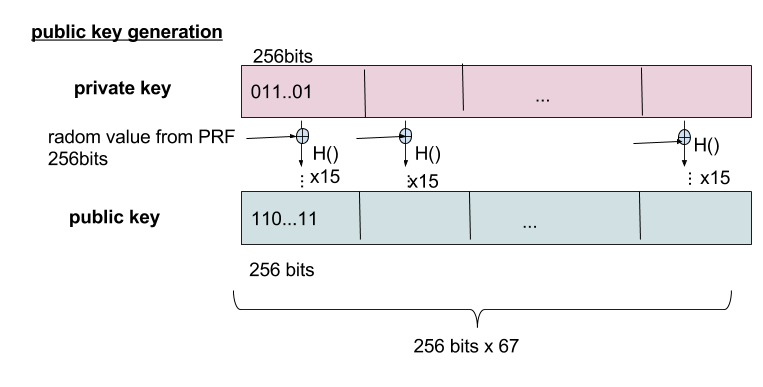 public key generation
256bits
private key
011..01
...
radom value from PRF
256bits
H()
H()
H()
x15
x15
x15
public key
110...11
...
256 bits
256 bits x 67